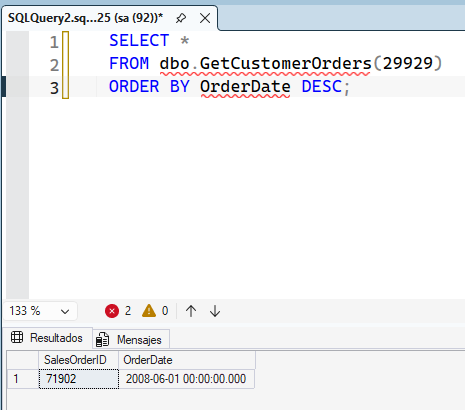 SQLQuery2.sq...25 (sa (92))*
1 SELECT *
2 FROM dbo.GetCustomerOrders(29929)
3 ORDER BY OrderDate DESC;
133 % 2 0
Resultados Mensajes
SalesOrderID OrderDate
1 71902 2008-06-01 00:00:00.000